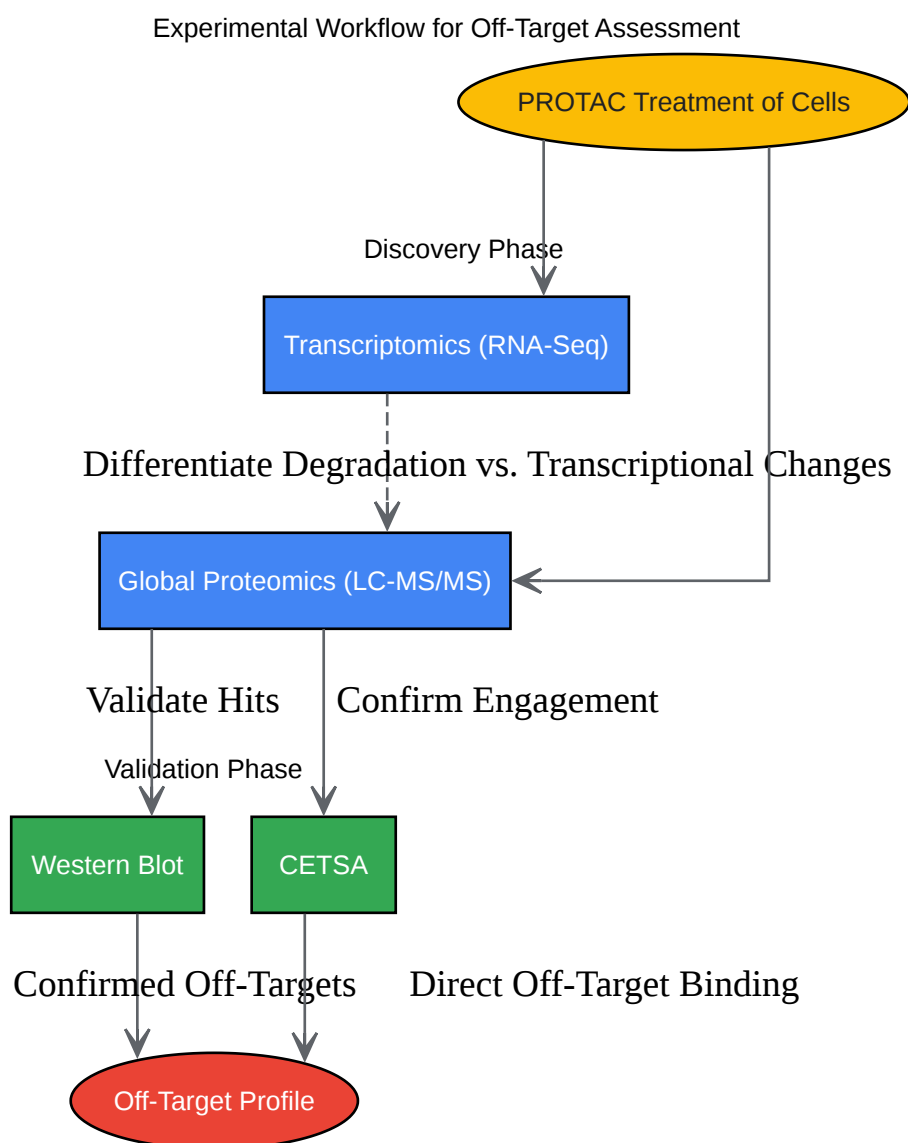 Experimental Workflow for Off-Target Assessment
PROTAC Treatment of Cells
Discovery Phase
Transcriptomics (RNA-Seq)
Differentiate Degradation vs. Transcriptional Changes
Global Proteomics (LC-MS/MS)
Validate Hits
Confirm Engagement
Validation Phase
Western Blot
CETSA
Confirmed Off-Targets
Direct Off-Target Binding
Off-Target Profile